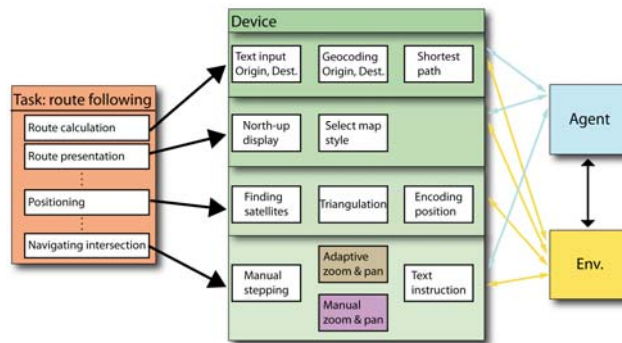 Device
Text input
Origin, Dest.
Geocoding
Origin, Dest.
Shortest
path
Task: route following
Route calculation
Route presentation
Positioning
Navigating intersection
North-up
display
Select map
style
Finding
satellites
Triangulation
Encoding
position
Manual
stepping
Adaptive
zoom & pan
Manual
zoom & pan
Text
instruction
Agent
Env.